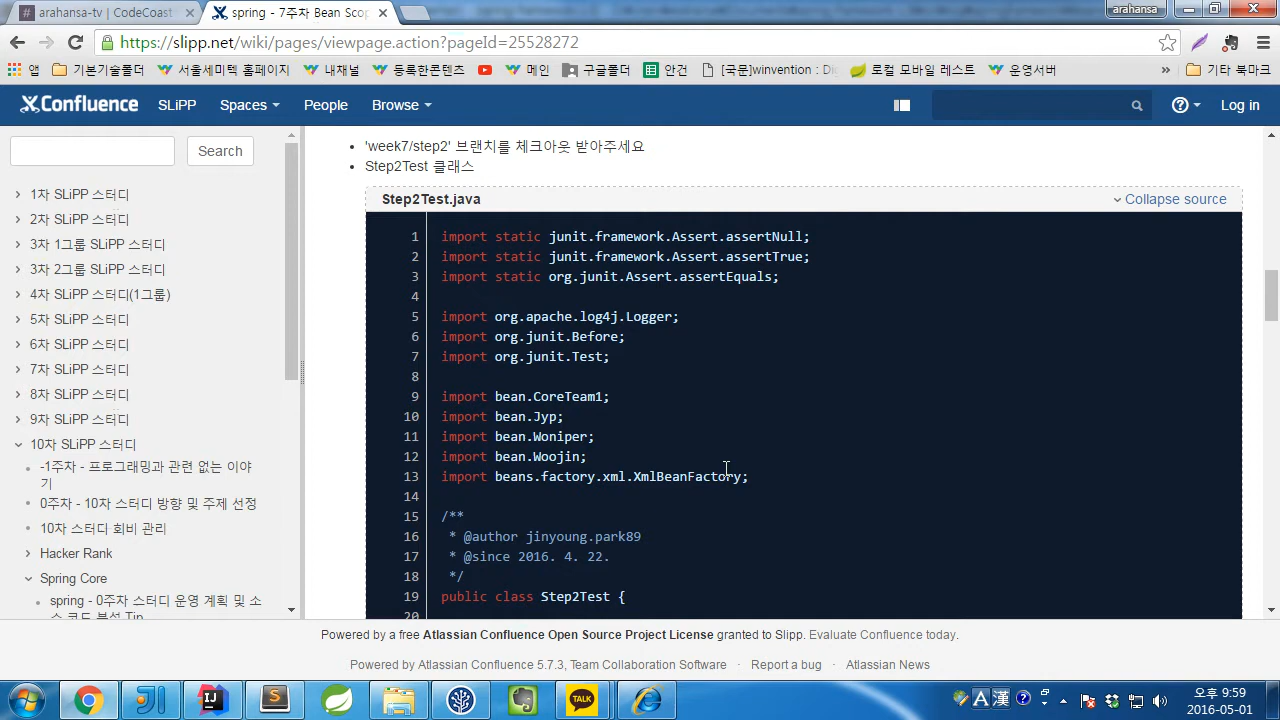 arahansa-tv | CodeCoast
spring - 7주차 Bean Scop
arahansa
https://slipp.net/wiki/pages/viewpage.action?pageId=25528272
앱
기본기술폴더
서울세미텍 홈페이지
내채널
등록한콘텐츠
메인
구글폴더
안건
[국문]winvention : Di
로컬 모바일 레스트
운영서버
»
기타 북마크
Confluence
SLiPP
Spaces
People
Browse
Log in
Search
1차 SLiPP 스터디
2차 SLiPP 스터디
3차 1그룹 SLiPP 스터디
3차 2그룹 SLiPP 스터디
4차 SLiPP 스터디(1그룹)
5차 SLiPP 스터디
6차 SLiPP 스터디
7차 SLiPP 스터디
8차 SLiPP 스터디
9차 SLiPP 스터디
10차 SLiPP 스터디
-1주차 - 프로그래밍과 관련 없는 이야
기
0주차 - 10차 스터디 방향 및 주제 선정
10차 스터디 회비 관리
Hacker Rank
Spring Core
spring - 0주차 스터디 운영 계획 및 소
스 코드 분석 Tip
'week7/step2' 브랜치를 체크아웃 받아주세요
Step2Test 클래스
Step2Test.java
Collapse source
1 import static junit.framework.Assert.assertNull;
2 import static junit.framework.Assert.assertTrue;
3 import static org.junit.Assert.assertEquals;
4
5 import org.apache.log4j.Logger;
6 import org.junit.Before;
7 import org.junit.Test;
8
9 import bean.CoreTeam1;
10 import bean.Jyp;
11 import bean.Woniper;
12 import bean.Woojin;
13 import beans.factory.xml.XmlBeanFactory;
14
15 /**
16 * @author jinyoung.park89
17 * @since 2016. 4. 22.
18 */
19 public class Step2Test {
20
Powered by a free Atlassian Confluence Open Source Project License granted to Slipp. Evaluate Confluence today.
Powered by Atlassian Confluence 5.7.3, Team Collaboration Software · Report a bug · Atlassian News
TALK
A 漢
오후 9:59
2016-05-01